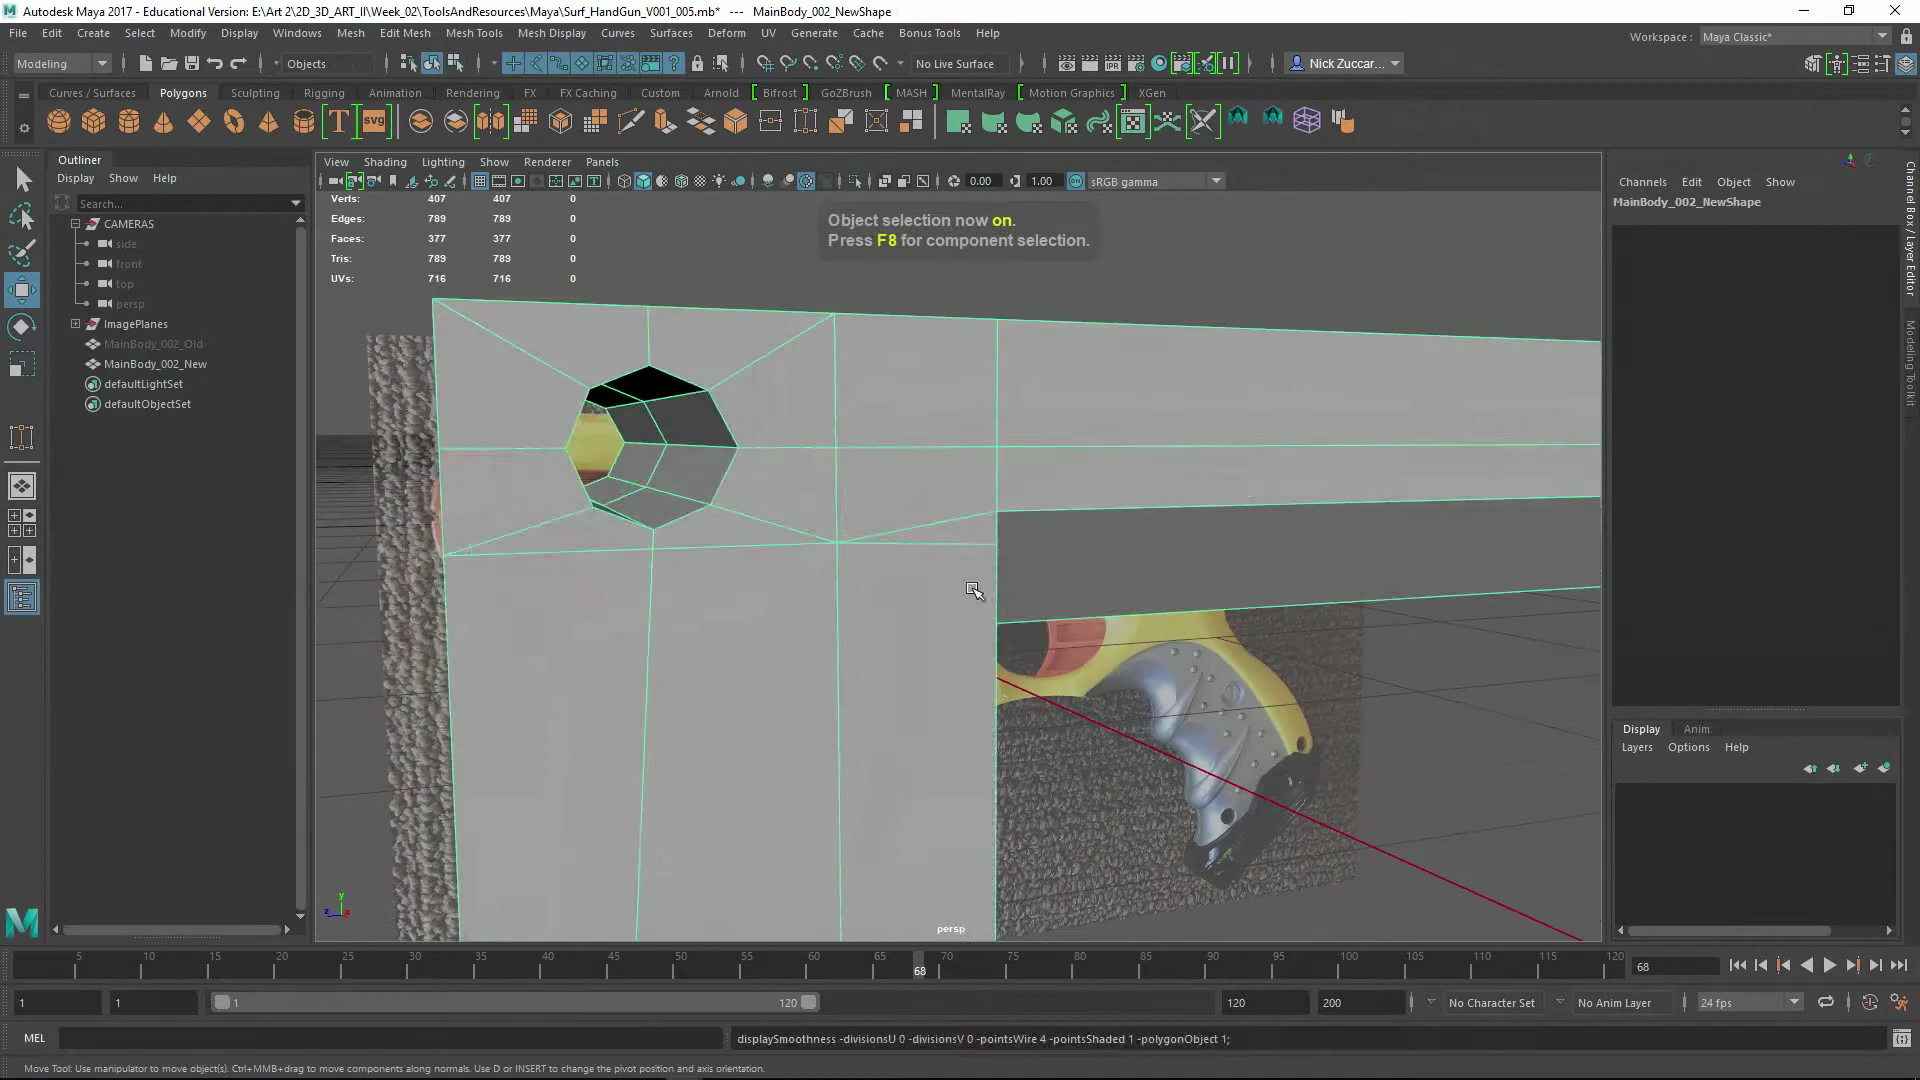 Autodesk Maya 2017 - Educational Version: E:\Art 2\2D_3D_ART_II\Week_02\ToolsAndResources\Maya\Surf_HandGun_V001_005.mb* --- MainBody_002_NewShape
File Edit Create Select Modify Display Windows Mesh Edit Mesh Mesh Tools Mesh Display Curves Surfaces Deform UV Generate Cache Bonus Tools Help
Workspace : Maya Classic*
Modeling Objects No Live Surface Nick Zuccar...
Curves / Surfaces Polygons Sculpting Rigging Animation Rendering FX FX Caching Custom Arnold Bifrost GoZBrush MASH MentalRay Motion Graphics XGen
T svg
Outliner
Display Show Help
Search...
CAMERAS
side
front
top
persp
ImagePlanes
MainBody_002_Old
MainBody_002_New
defaultLightSet
defaultObjectSet
View Shading Lighting Show Renderer Panels
0.00 1.00 sRGB gamma
Verts: 407 407 0
Edges: 789 789 0
Faces: 377 377 0
Tris: 789 789 0
UVs: 716 716 0
Object selection now on.
Press F8 for component selection.
y
z x
persp
Channels Edit Object Show
MainBody_002_NewShape
Channel Box / Layer Editor
Modeling Toolkit
Display Anim
Layers Options Help
5 10 15 20 25 30 35 40 45 50 55 60 65 70 75 80 85 90 95 100 105 110 115 120
68
68
1 1 1 120 120 200 No Character Set No Anim Layer 24 fps
MEL
displaySmoothness -divisionsU 0 -divisionsV 0 -pointsWire 4 -pointsShaded 1 -polygonObject 1;
Move Tool: Use manipulator to move object(s). Ctrl+MMB+drag to move components along normals. Use D or INSERT to change the pivot position and axis orientation.